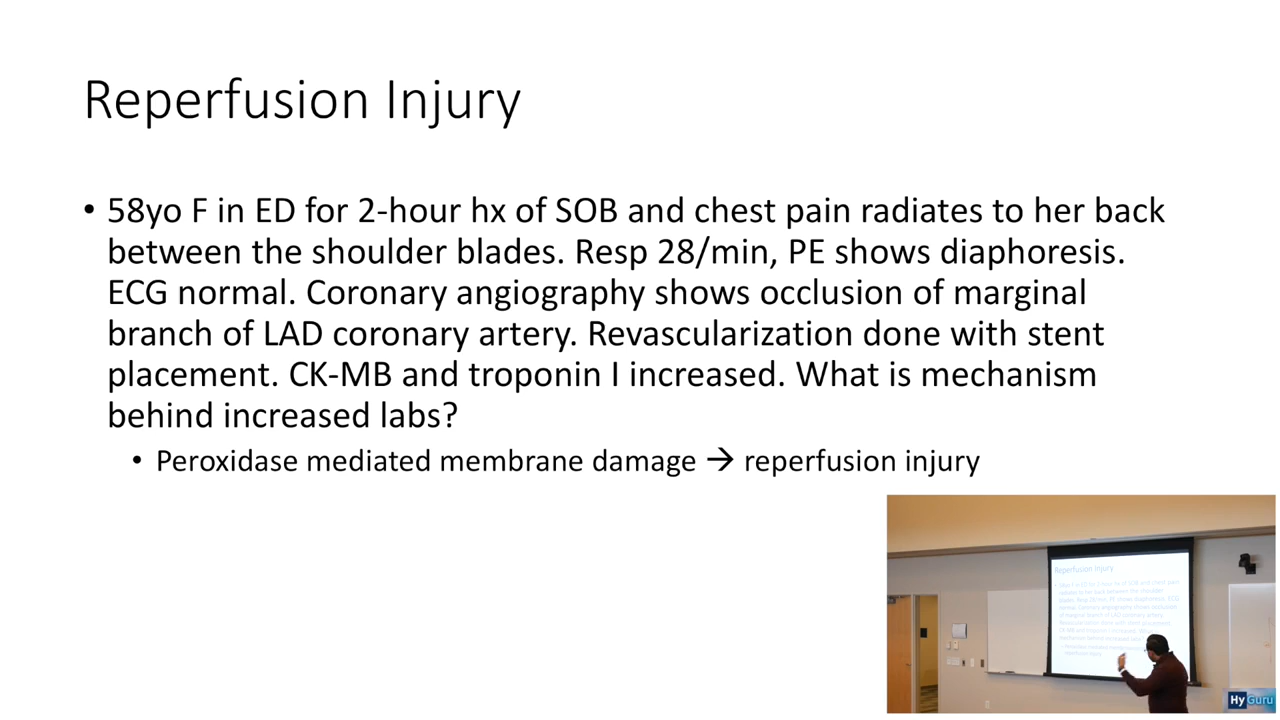 Reperfusion Injury
• 58yo F in ED for 2-hour hx of SOB and chest pain radiates to her back
between the shoulder blades. Resp 28/min, PE shows diaphoresis.
ECG normal. Coronary angiography shows occlusion of marginal
branch of LAD coronary artery. Revascularization done with stent
placement. CK-MB and troponin I increased. What is mechanism
behind increased labs?
• Peroxidase mediated membrane damage → reperfusion injury
Reperfusion Injury
HyGuru